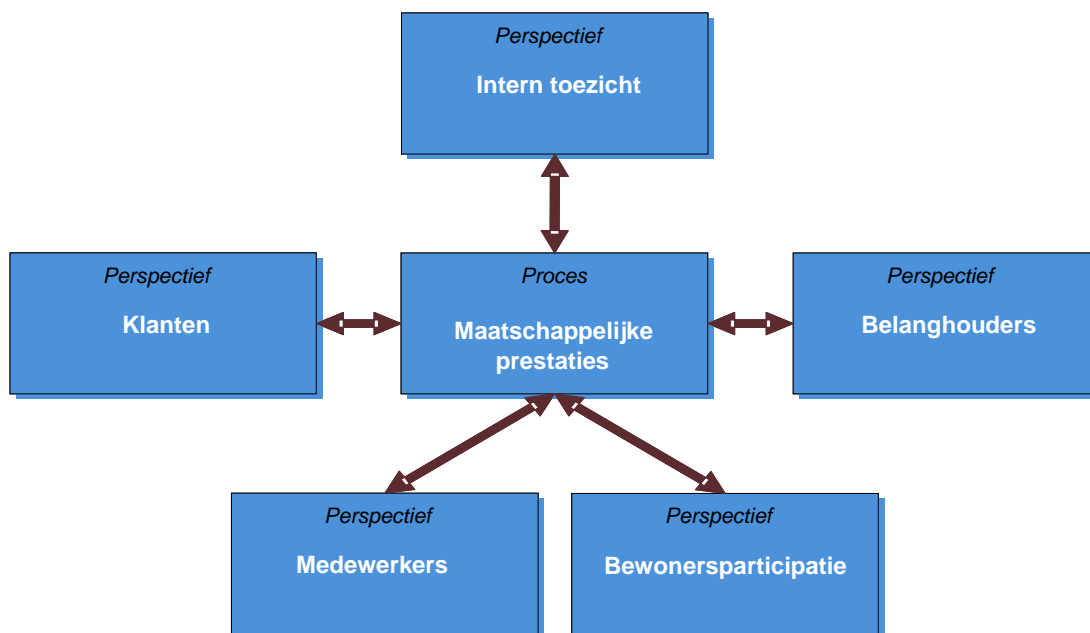 Perspectief
Intern toezicht
Perspectief
Klanten
Proces
Maatschappelijke
prestaties
Perspectief
Belanghouders
Perspectief
Medewerkers
Perspectief
Bewonersparticipatie